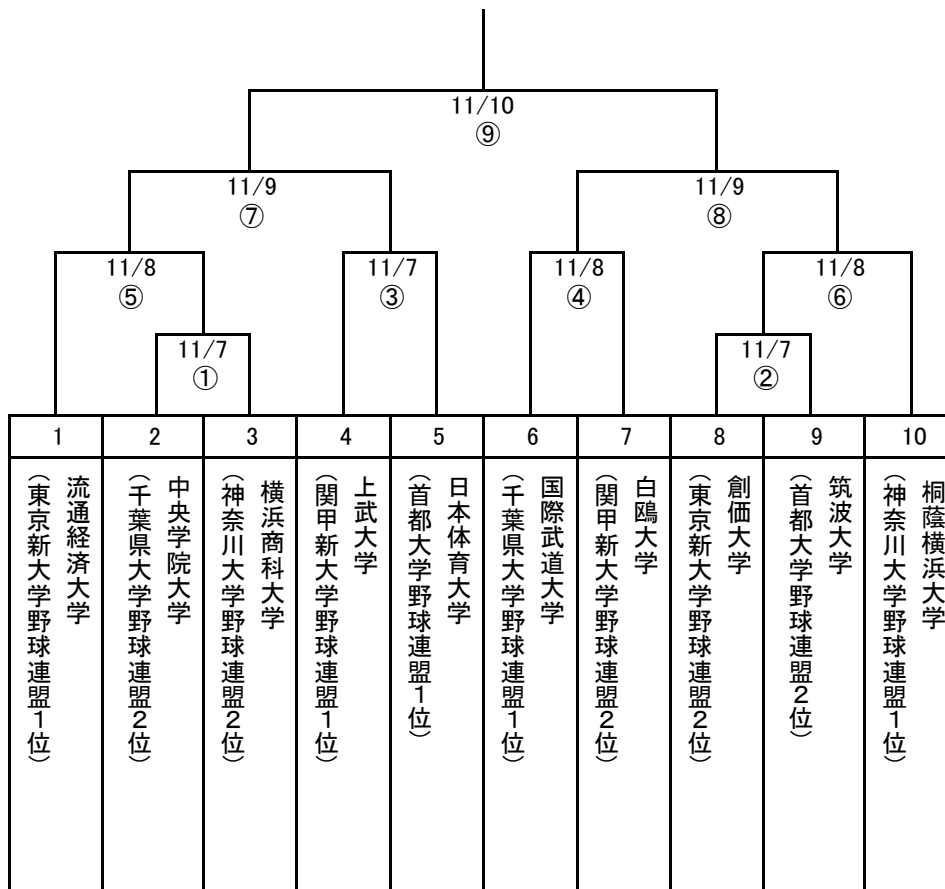 11/10
⑨
11/9
⑦
11/9
⑧
11/8
⑤
11/7
③
11/8
④
11/8
⑥
11/7
①
11/7
②
1
2
3
4
5
6
7
8
9
10
流通経済大学
(東京新大学野球連盟1位)
中央学院大学
(千葉県大学野球連盟2位)
横浜商科大学
(神奈川大学野球連盟2位)
上武大学
(関甲新大学野球連盟1位)
日本体育大学
(首都大学野球連盟1位)
国際武道大学
(千葉県大学野球連盟1位)
白鴎大学
(関甲新大学野球連盟2位)
創価大学
(東京新大学野球連盟2位)
筑波大学
(首都大学野球連盟2位)
桐蔭横浜大学
(神奈川大学野球連盟1位)